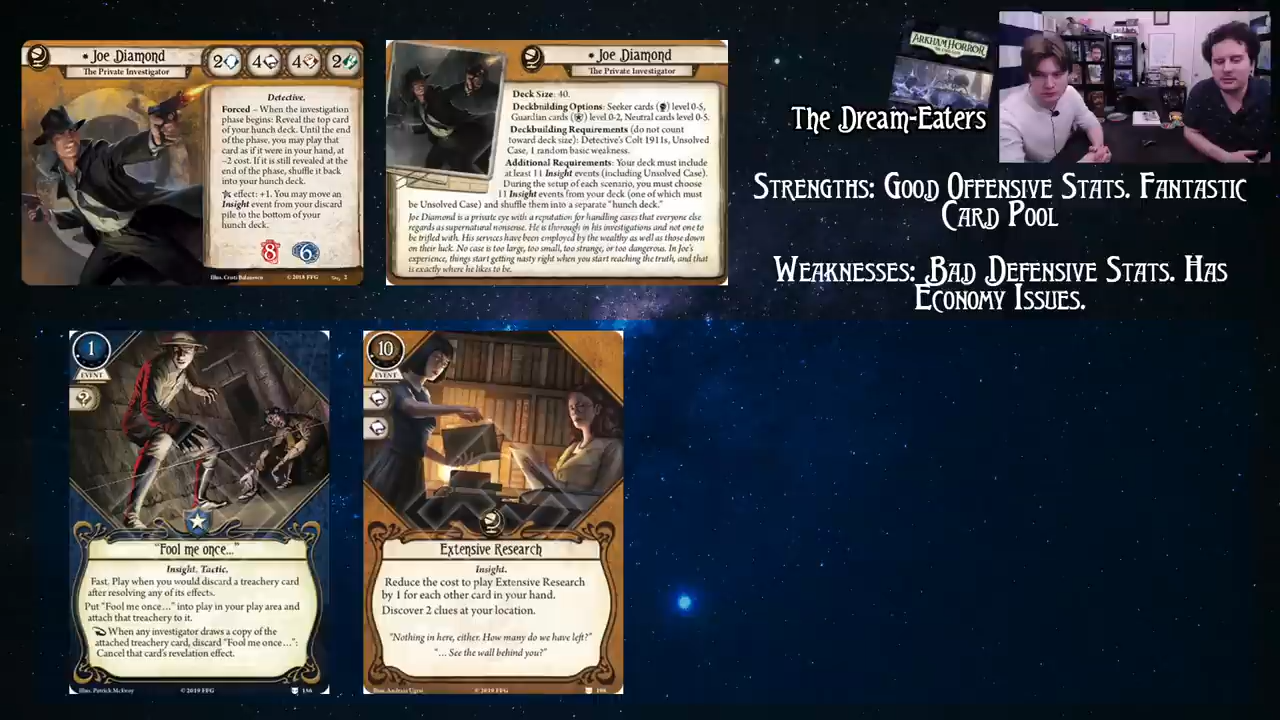 Joe Diamond
The Private Investigator
2 4 4 2
Detective.
Forced – When the investigation
phase begins: Reveal the top card
of your hunch deck. Until the end
of the phase, you may play that
card as if it were in your hand, at
-2 cost. If it is still revealed at the
end of the phase, shuffle it back
into your hunch deck.
effect: +1. You may move an
Insight event from your discard
pile to the bottom of your
hunch deck.
8 6
© 2018 FFG
2
Joe Diamond
The Private Investigator
Deck Size: 40.
Deckbuilding Options: Seeker cards () level 0-5,
Guardian cards () level 0-2, Neutral cards level 0-5.
Deckbuilding Requirements (do not count
toward deck size): Detective's Colt 1911s, Unsolved
Case, 1 random basic weakness.
Additional Requirements: Your deck must include
at least 11 Insight events (including Unsolved Case).
During the setup of each scenario, you must choose
11 Insight events from your deck (one of which must
be Unsolved Case) and shuffle them into a separate "hunch deck."
Joe Diamond is a private eye with a reputation for handling cases that everyone else
regards as supernatural nonsense. He is thorough in his investigations and not one to
be trifled with. His services have been employed by the wealthy as well as those down
on their luck. No case is too large, too small, too strange, or too dangerous. In Joe's
experience, things start getting nasty right when you start reaching the truth, and that
is exactly where he likes to be.
ARKHAM HORROR
The Dream-Eaters
Strengths: Good Offensive Stats. Fantastic
Card Pool
Weaknesses: Bad Defensive Stats. Has
Economy Issues.
1
EVENT
"Fool me once..."
Insight. Tactic.
Fast. Play when you would discard a treachery card
after resolving any of its effects.
Put "Fool me once…" into play in your play area and
attach that treachery to it.
When any investigator draws a copy of the
attached treachery card, discard "Fool me once…":
Cancel that card's revelation effect.
Illus. Patrick McEvoy
© 2019 FFG
156
10
EVENT
Extensive Research
Insight.
Reduce the cost to play Extensive Research
by 1 for each other card in your hand.
Discover 2 clues at your location.
"Nothing in here, either. How many do we have left?"
"… See the wall behind you?"
© 2019 FFG
198